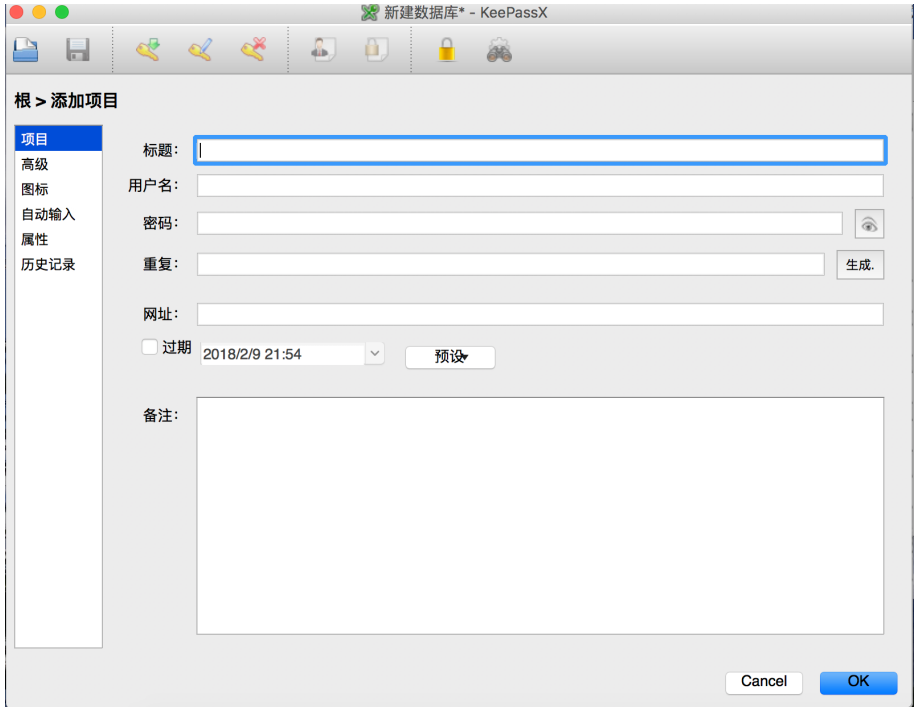 新建数据库* - KeePassX
根 > 添加项目
项目
高级
图标
自动输入
属性
历史记录
标题:
用户名:
密码:
重复:
生成.
网址:
过期
2018/2/9 21:54
预设
备注:
Cancel
OK